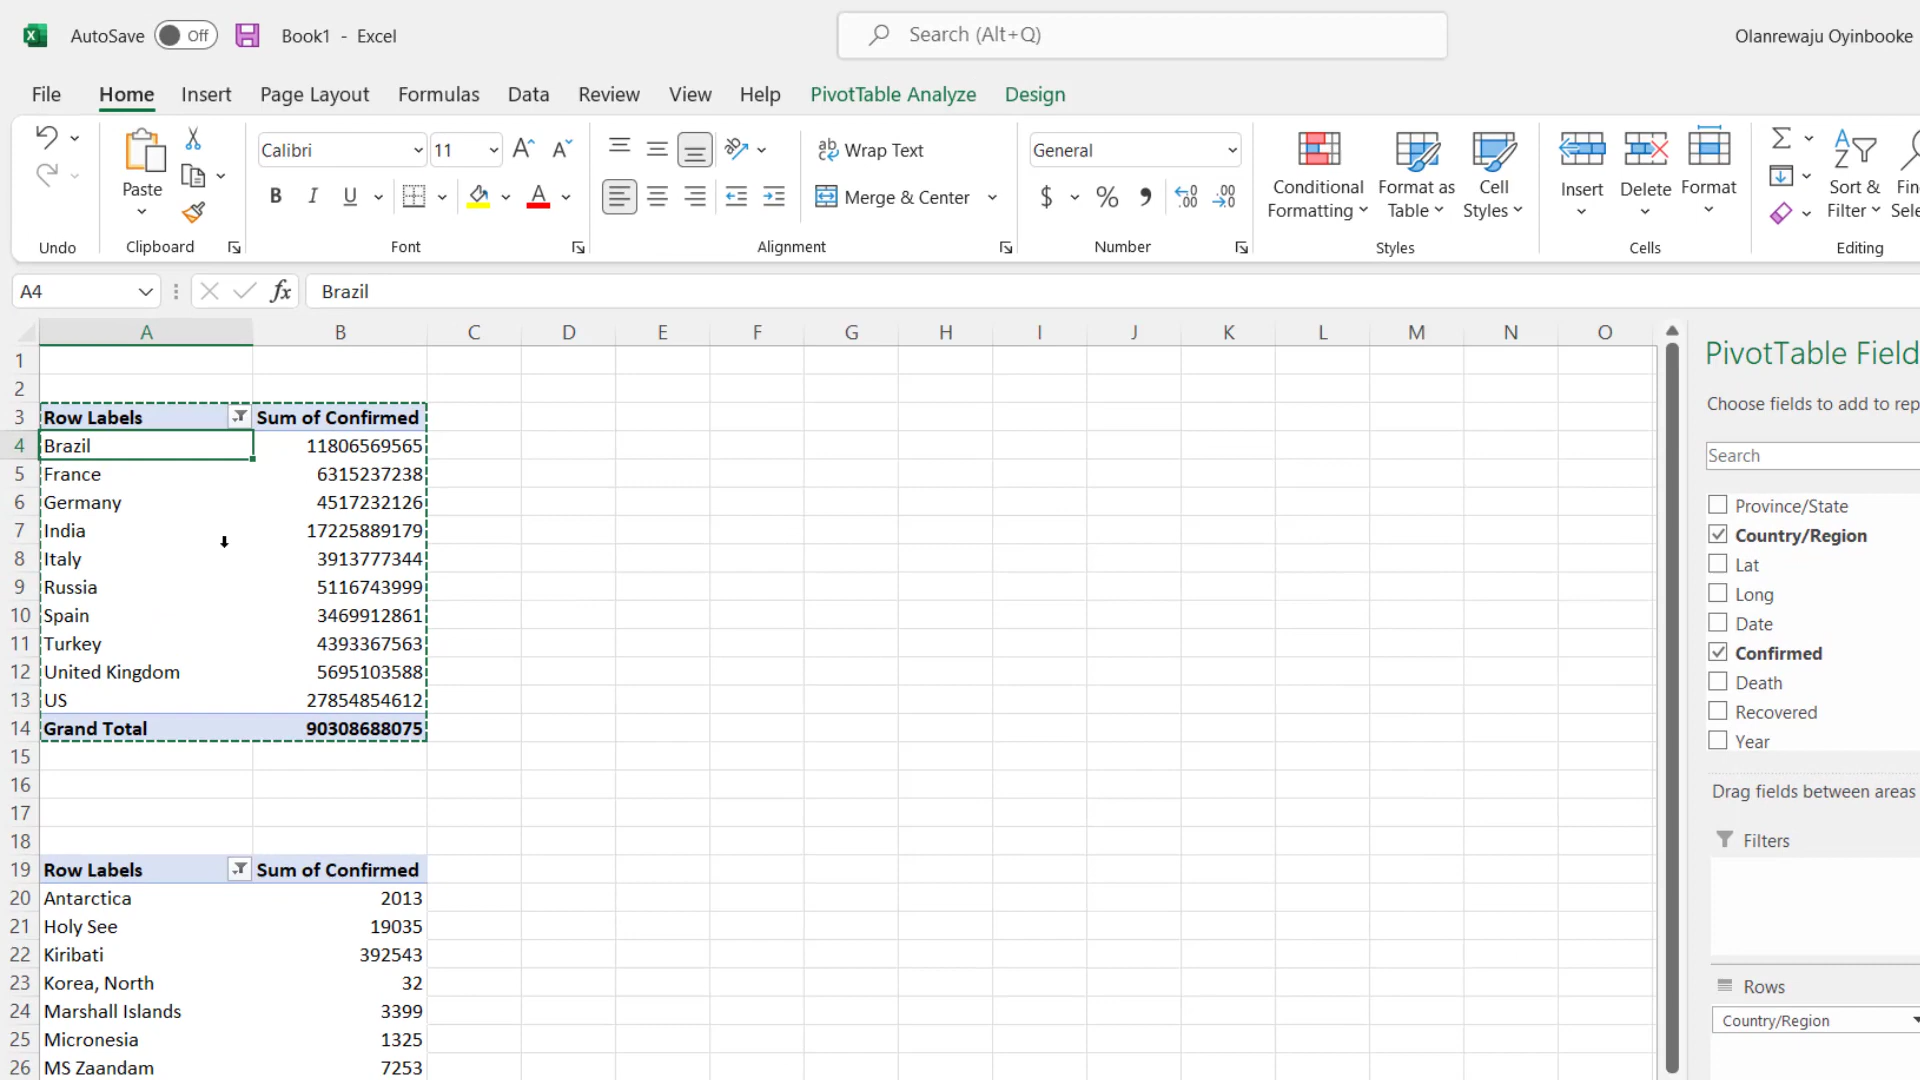 AutoSave Off Book1 - Excel Search (Alt+Q) Olanrewaju Oyinbooke
File Home Insert Page Layout Formulas Data Review View Help PivotTable Analyze Design
Calibri 11 Wrap Text General
Paste B I U Merge & Center $ % Conditional Formatting Format as Table Cell Styles Insert Delete Format Sort & Filter
Undo Clipboard Font Alignment Number Styles Cells Editing
A4 fx Brazil
A B C D E F G H I J K L M N O
1
2
3 Row Labels Sum of Confirmed
4 Brazil 11806569565
5 France 6315237238
6 Germany 4517232126
7 India 17225889179
8 Italy 3913777344
9 Russia 5116743999
10 Spain 3469912861
11 Turkey 4393367563
12 United Kingdom 5695103588
13 US 27854854612
14 Grand Total 90308688075
15
16
17
18
19 Row Labels Sum of Confirmed
20 Antarctica 2013
21 Holy See 19035
22 Kiribati 392543
23 Korea, North 32
24 Marshall Islands 3399
25 Micronesia 1325
26 MS Zaandam 7253
PivotTable Field
Choose fields to add to rep
Search
Province/State
Country/Region
Lat
Long
Date
Confirmed
Death
Recovered
Year
Drag fields between areas
Filters
Rows
Country/Region